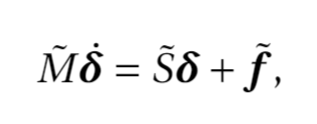 M̃δ̇ = S̃δ + f̃,